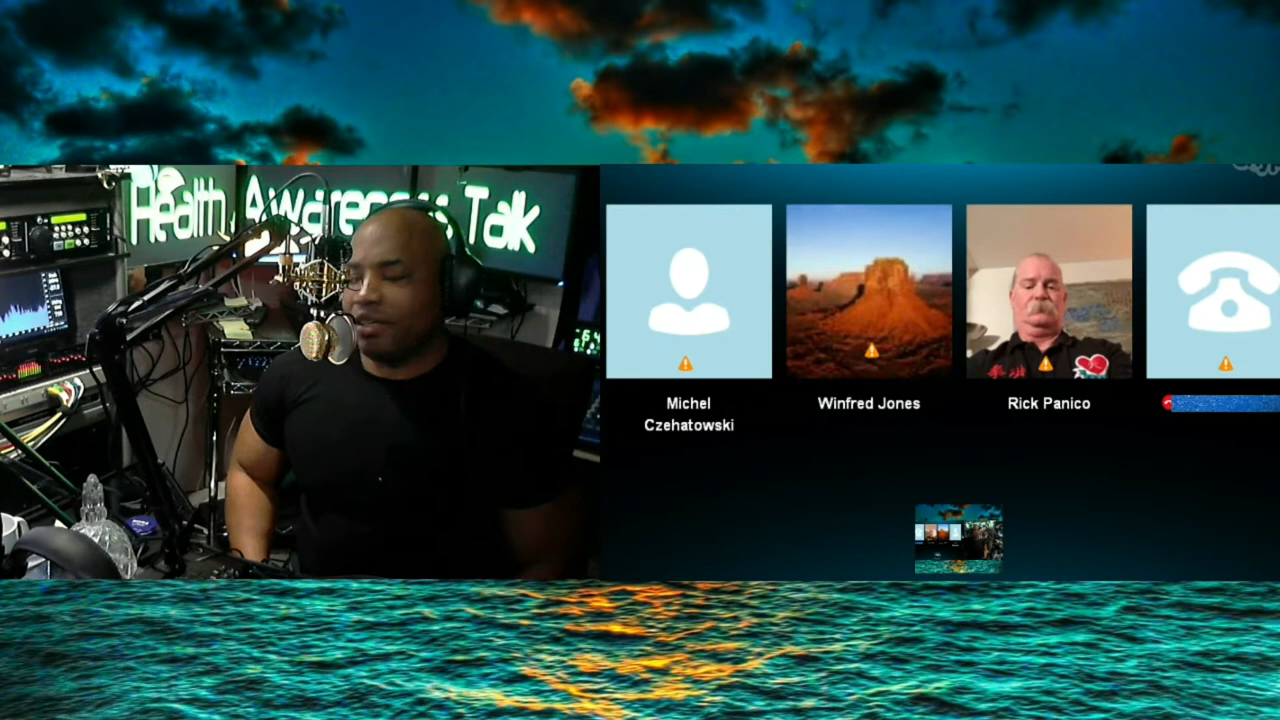 Health Awareness Talk
Michel
Czehatowski
Winfred Jones
Rick Panico